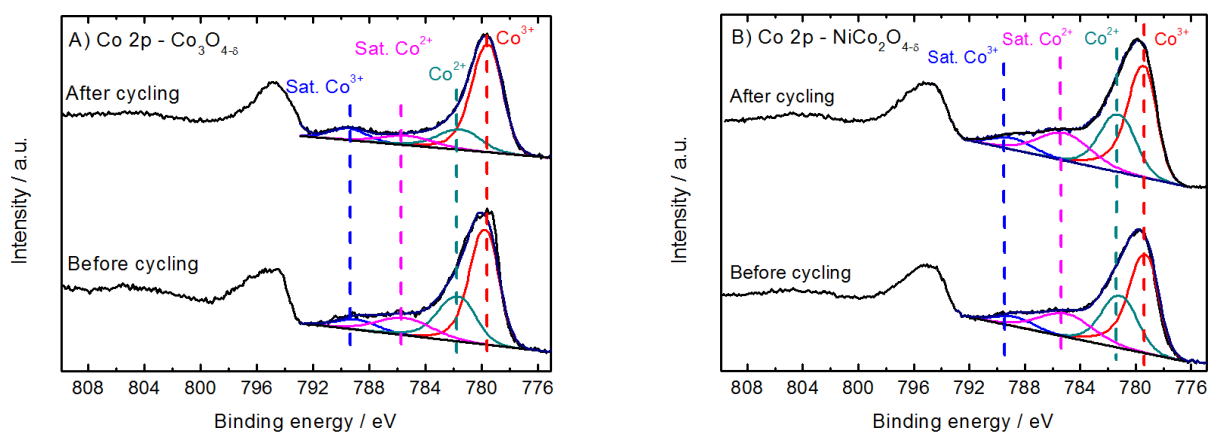 A) Co 2p - Co₃O₄₋δ
Sat. Co³⁺
Sat. Co²⁺
Co²⁺
Co³⁺
After cycling
Before cycling
Intensity / a.u.
808 804 800 796 792 788 784 780 776
Binding energy / eV
B) Co 2p - NiCo₂O₄₋δ
Sat. Co³⁺
Sat. Co²⁺
Co²⁺
Co³⁺
After cycling
Before cycling
Intensity / a.u.
808 804 800 796 792 788 784 780 776
Binding energy / eV